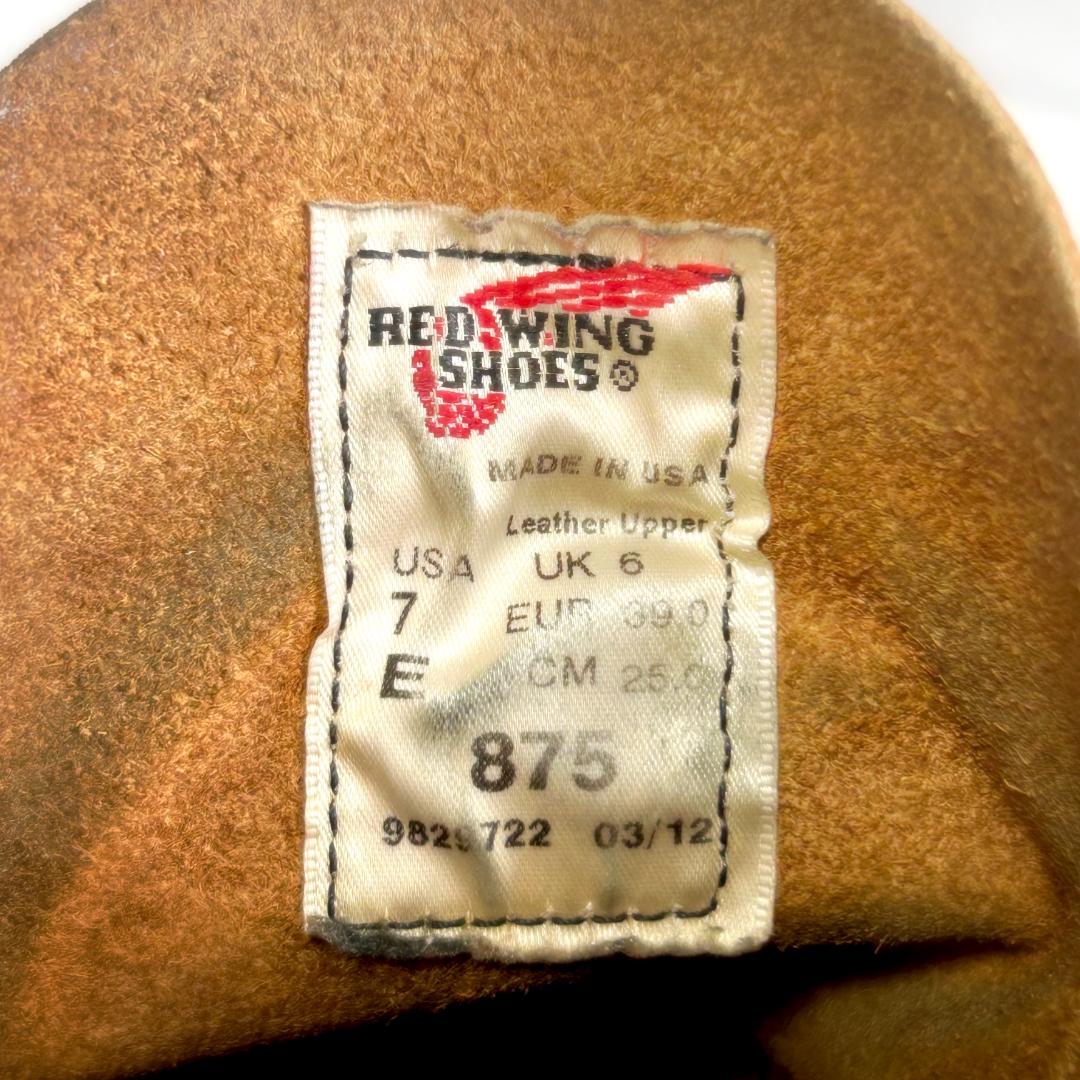 RED WING
SHOES®
MADE IN USA
Leather Upper
USA UK 6
7 EUR 39.0
E CM 25.0
875
9829722 03/12